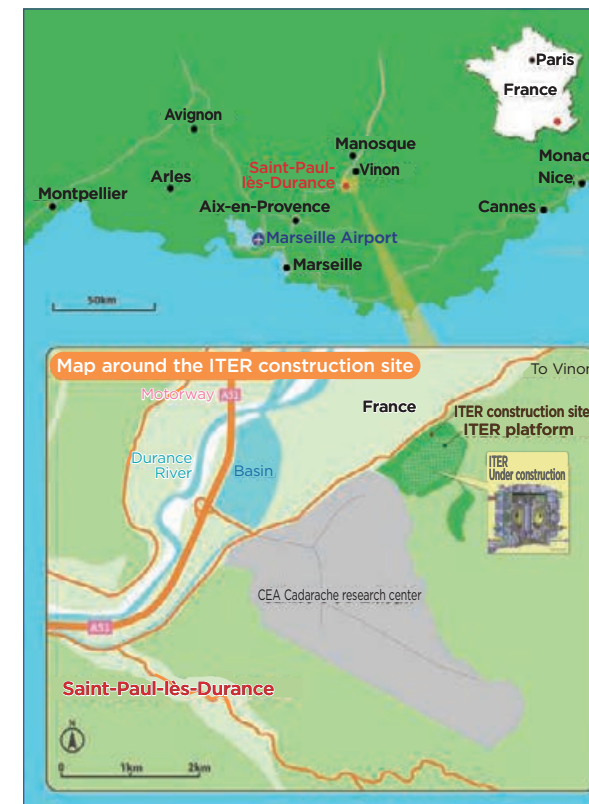 Paris
France
Avignon
Manosque
Monac
Saint-Paul-
lès-Durance
Vinon
Arles
Nice
Montpellier
Aix-en-Provence
Cannes
Marseille Airport
Marseille
50km
Map around the ITER construction site
To Vinon
Motorway A51
France
ITER construction site
ITER platform
Durance
River
Basin
ITER
Under construction
CEA Cadarache research center
A51
Saint-Paul-lès-Durance
N
0 1km 2km